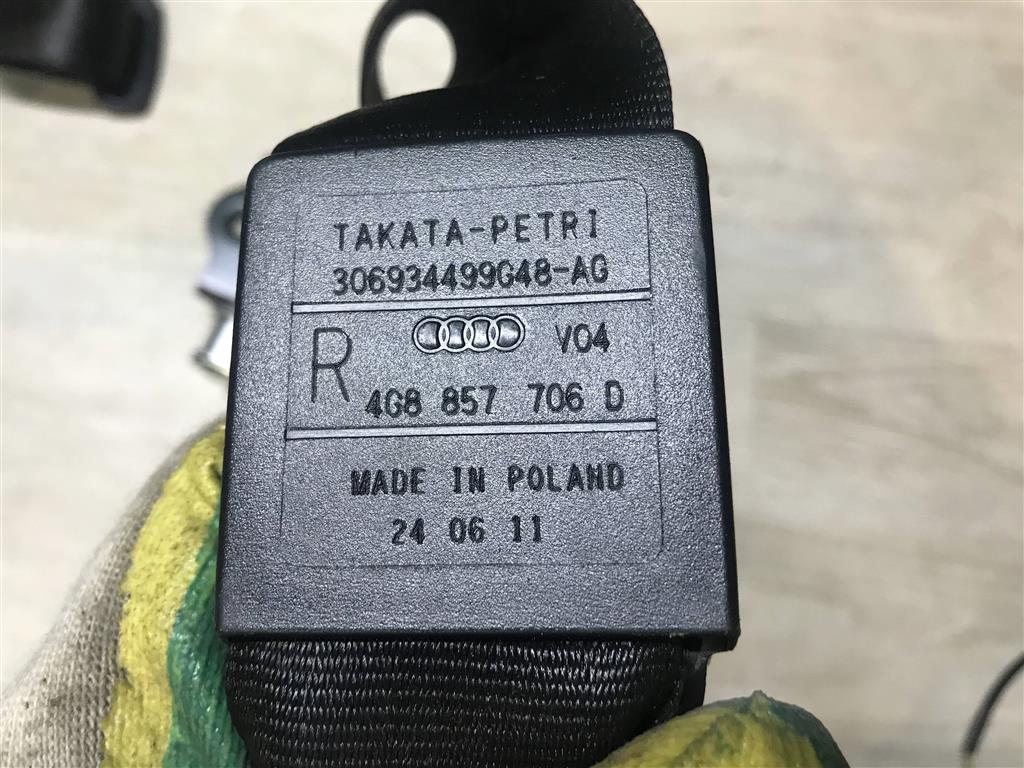 TAKATA-PETRI
306934499G48-AG
R V04
4G8 857 706 D
MADE IN POLAND
24 06 11